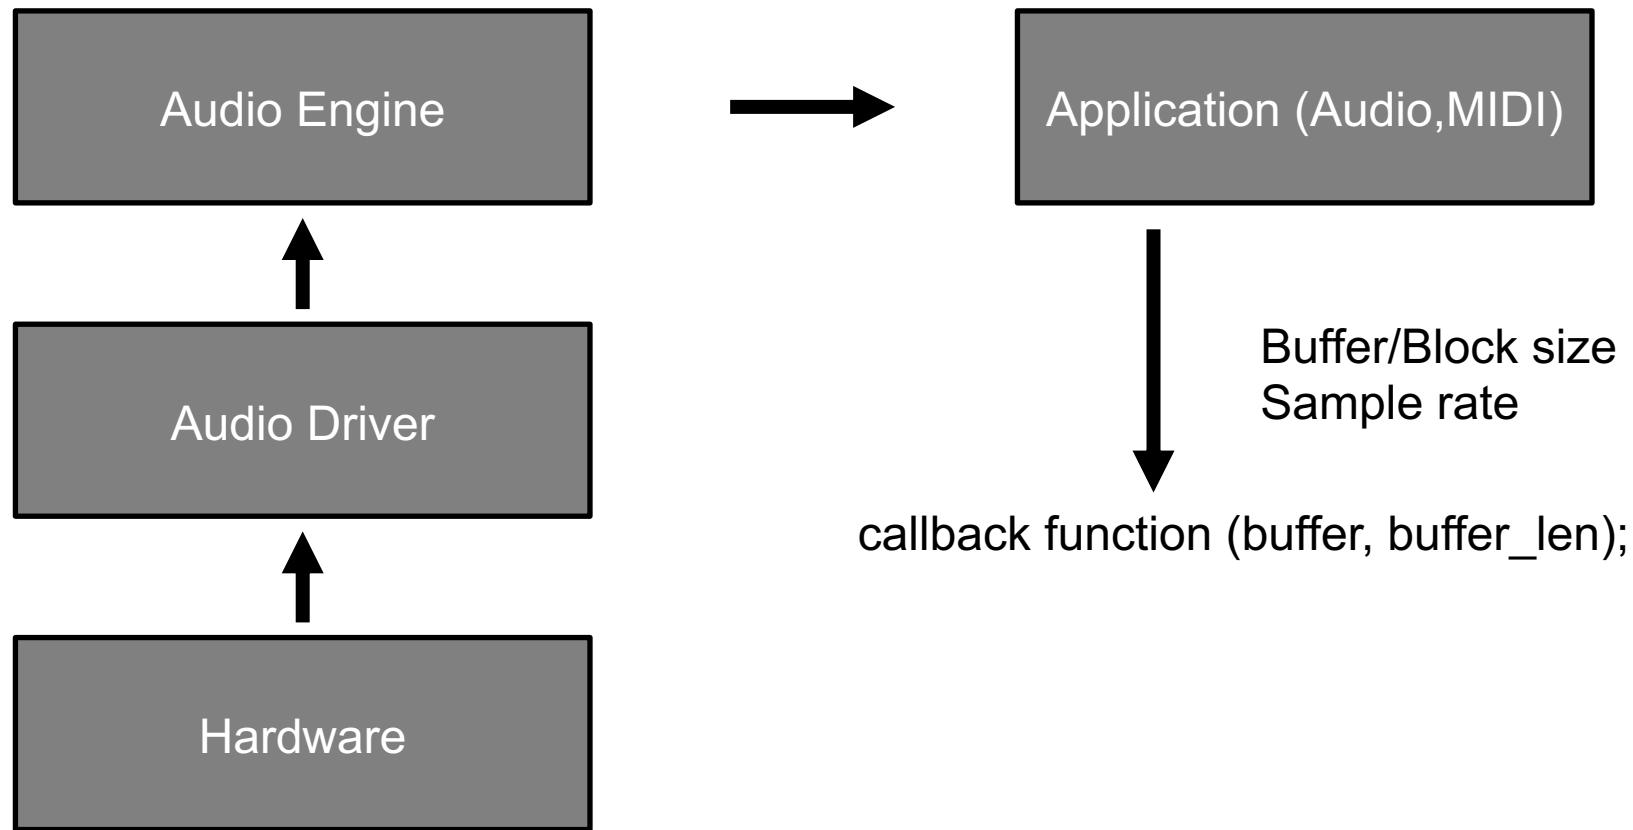 Audio Engine
Application (Audio,MIDI)
Audio Driver
Buffer/Block size
Sample rate
callback function (buffer, buffer_len);
Hardware